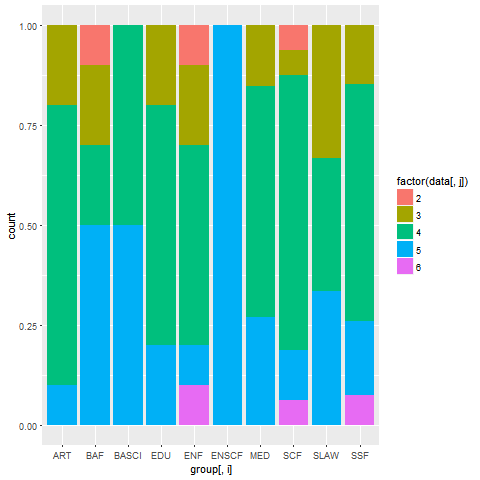 1.00
0.75
0.50
0.25
0.00
count
ART BAF BASCI EDU ENF ENSCF MED SCF SLAW SSF
group[, i]
factor(data[, j])
2
3
4
5
6